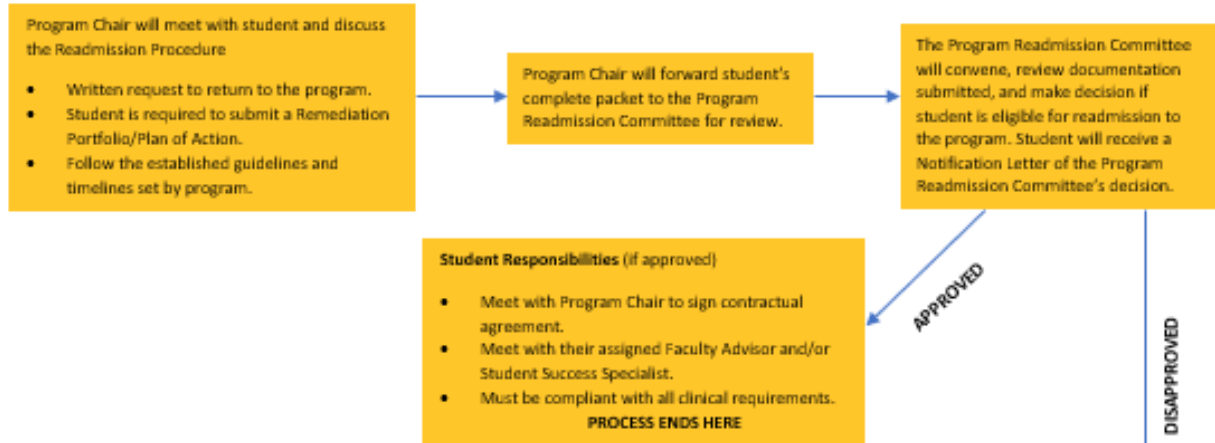 Program Chair will meet with student and discuss
the Readmission Procedure
• Written request to return to the program.
• Student is required to submit a Remediation
Portfolio/Plan of Action.
• Follow the established guidelines and
timelines set by program.
Program Chair will forward student's
complete packet to the Program
Readmission Committee for review.
The Program Readmission Committee
will convene, review documentation
submitted, and make decision if
student is eligible for readmission to
the program. Student will receive a
Notification Letter of the Program
Readmission Committee's decision.
Student Responsibilities (if approved)
• Meet with Program Chair to sign contractual
agreement.
• Meet with their assigned Faculty Advisor and/or
Student Success Specialist.
• Must be compliant with all clinical requirements.
PROCESS ENDS HERE
APPROVED
DISAPPROVED